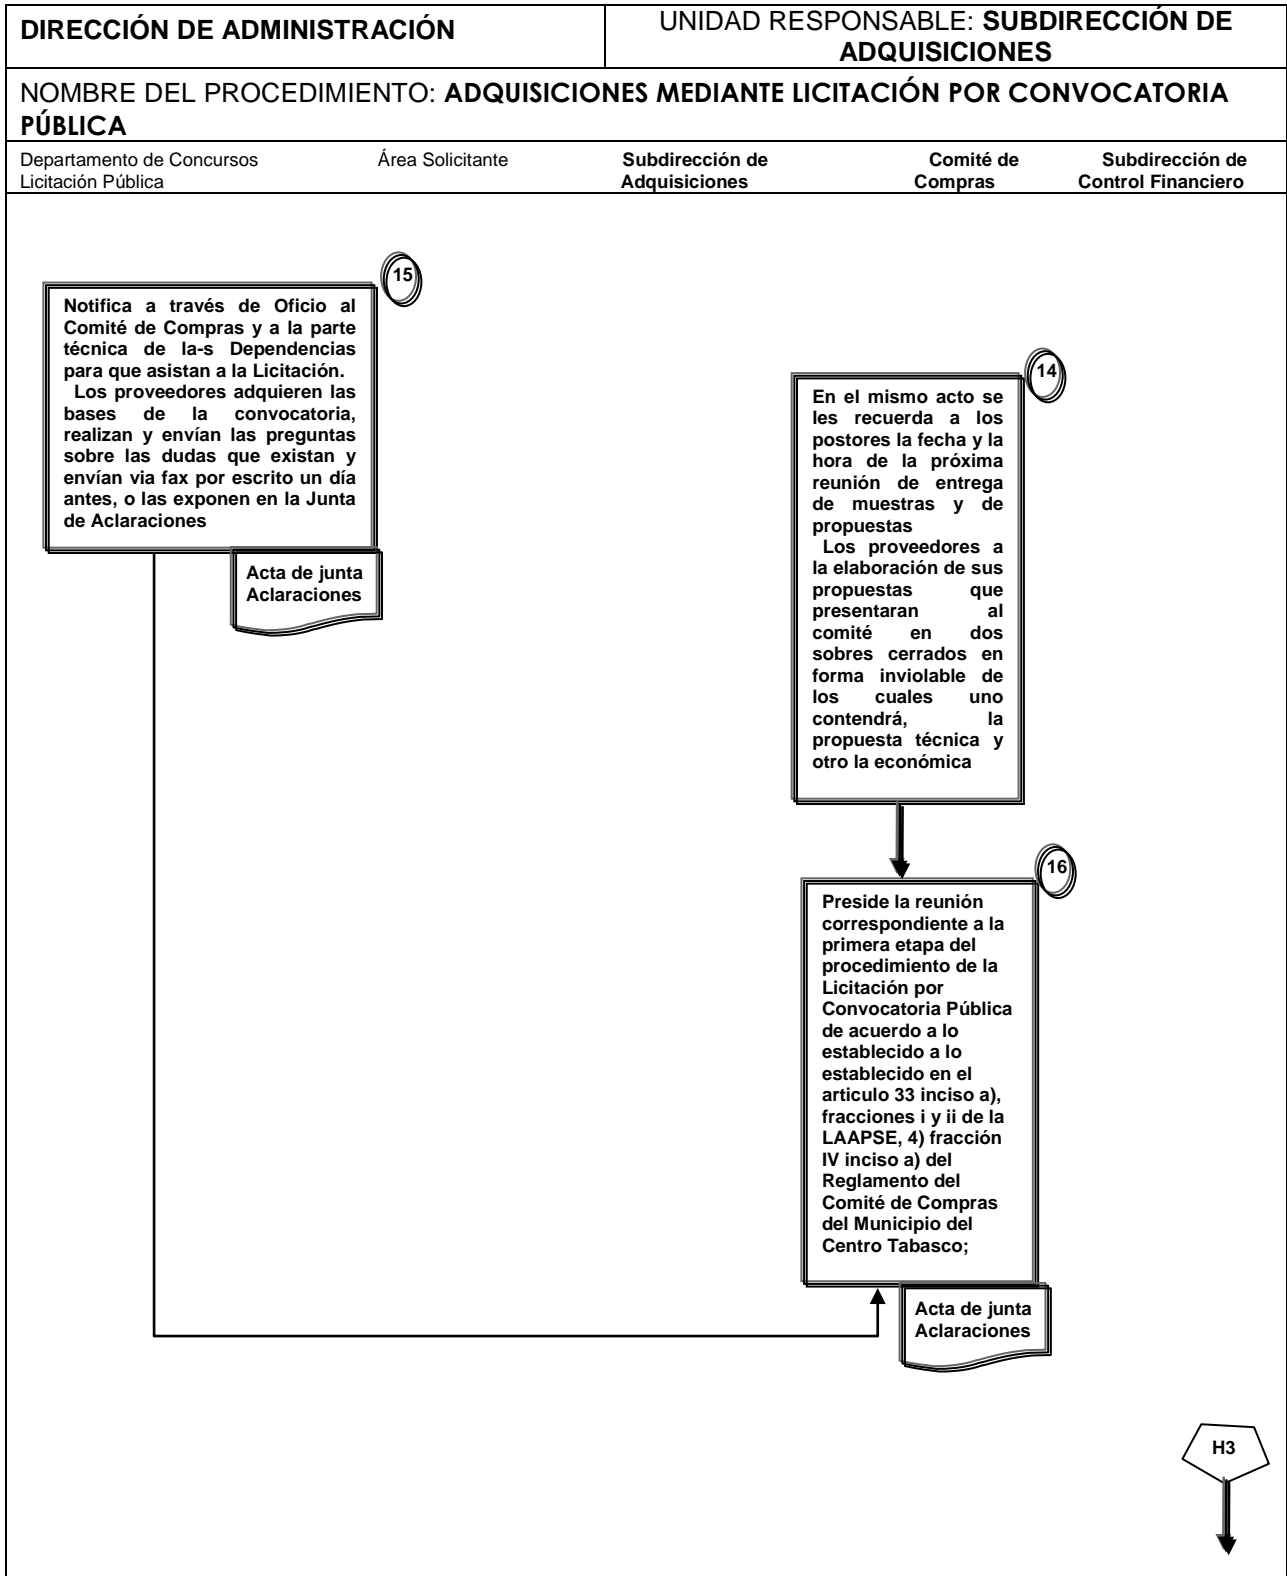 DIRECCIÓN DE ADMINISTRACIÓN
UNIDAD RESPONSABLE: SUBDIRECCIÓN DE
ADQUISICIONES
NOMBRE DEL PROCEDIMIENTO: ADQUISICIONES MEDIANTE LICITACIÓN POR CONVOCATORIA
PÚBLICA
Departamento de Concursos
Licitación Pública
Área Solicitante
Subdirección de
Adquisiciones
Comité de
Compras
Subdirección de
Control Financiero
15
Notifica a través de Oficio al
Comité de Compras y a la parte
técnica de la-s Dependencias
para que asistan a la Licitación.
Los proveedores adquieren las
bases de la convocatoria,
realizan y envían las preguntas
sobre las dudas que existan y
envían via fax por escrito un día
antes, o las exponen en la Junta
de Aclaraciones
Acta de junta
Aclaraciones
14
En el mismo acto se
les recuerda a los
postores la fecha y la
hora de la próxima
reunión de entrega
de muestras y de
propuestas
Los proveedores a
la elaboración de sus
propuestas que
presentaran al
comité en dos
sobres cerrados en
forma inviolable de
los cuales uno
contendrá, la
propuesta técnica y
otro la económica
16
Preside la reunión
correspondiente a la
primera etapa del
procedimiento de la
Licitación por
Convocatoria Pública
de acuerdo a lo
establecido a lo
establecido en el
articulo 33 inciso a),
fracciones i y ii de la
LAAPSE, 4) fracción
IV inciso a) del
Reglamento del
Comité de Compras
del Municipio del
Centro Tabasco;
Acta de junta
Aclaraciones
H3